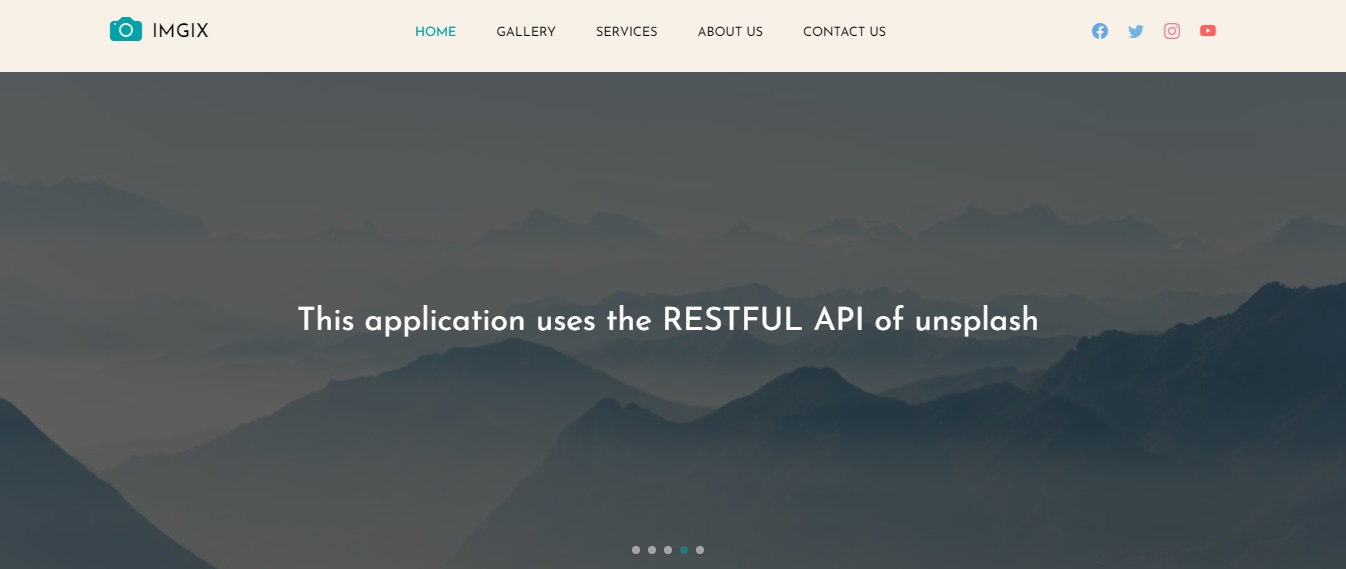 IMGIX
HOME GALLERY SERVICES ABOUT US CONTACT US
This application uses the RESTFUL API of unsplash